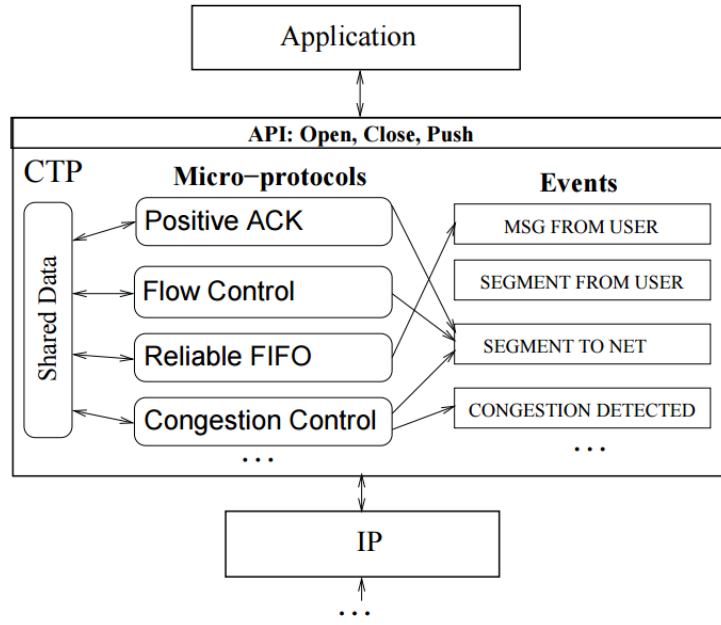 Application
API: Open, Close, Push
CTP
Micro−protocols
Events
Shared Data
Positive ACK
Flow Control
Reliable FIFO
Congestion Control
...
MSG FROM USER
SEGMENT FROM USER
SEGMENT TO NET
CONGESTION DETECTED
...
IP
...